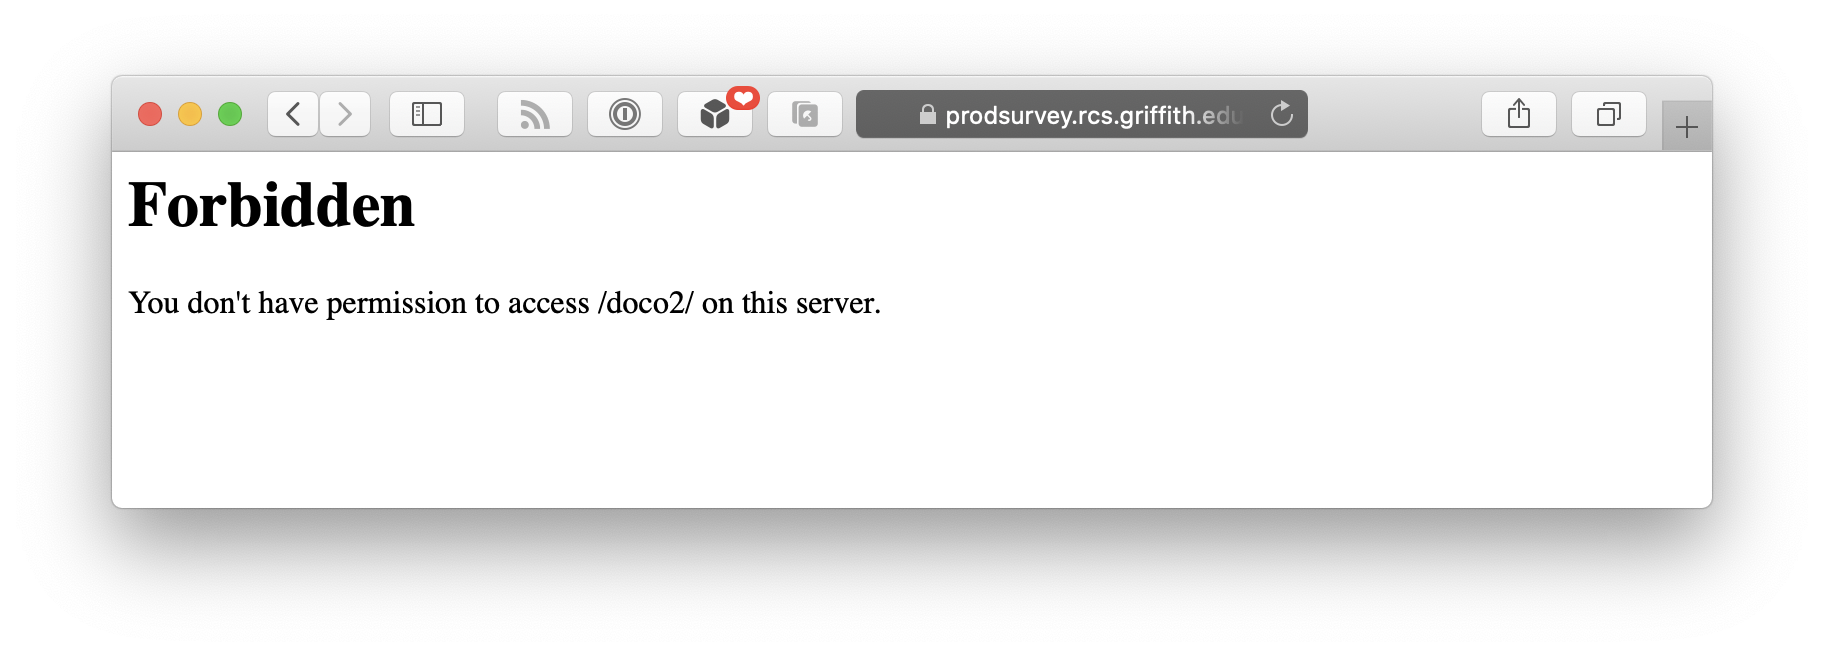 prodsurvey.rcs.griffith.edu
Forbidden
You don't have permission to access /doco2/ on this server.